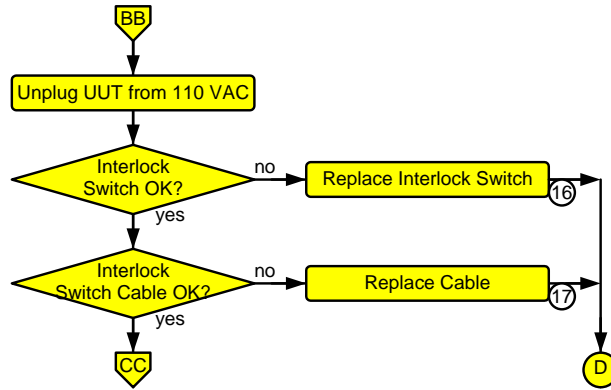 BB
Unplug UUT from 110 VAC
Interlock
Switch OK?
no
Replace Interlock Switch
16
yes
Interlock
Switch Cable OK?
no
Replace Cable
17
yes
CC
D